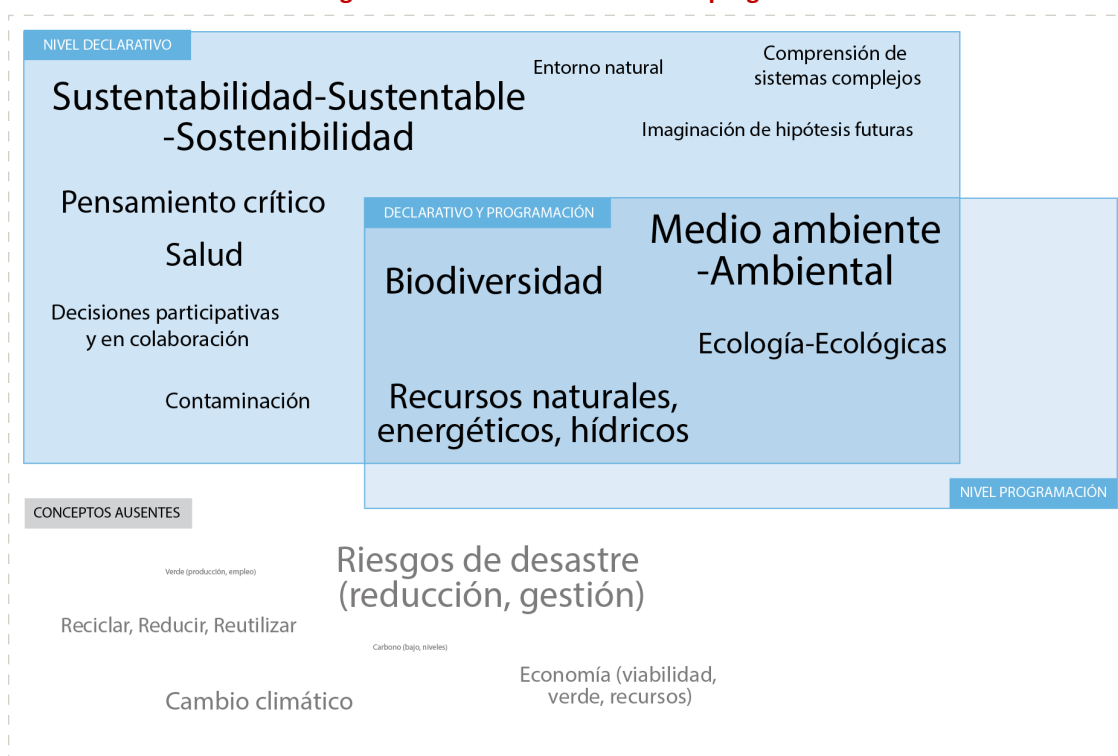 NIVEL DECLARATIVO
Entorno natural
Comprensión de
sistemas complejos
Sustentabilidad-Sustentable
-Sostenibilidad
Imaginación de hipótesis futuras
Pensamiento crítico
DECLARATIVO Y PROGRAMACIÓN
Medio ambiente
-Ambiental
Salud
Biodiversidad
Decisiones participativas
y en colaboración
Ecología-Ecológicas
Contaminación
Recursos naturales,
energéticos, hídricos
NIVEL PROGRAMACIÓN
CONCEPTOS AUSENTES
Riesgos de desastre
(reducción, gestión)
Verde (producción, empleo)
Reciclar, Reducir, Reutilizar
Carbono (bajo, niveles)
Economía (viabilidad,
verde, recursos)
Cambio climático